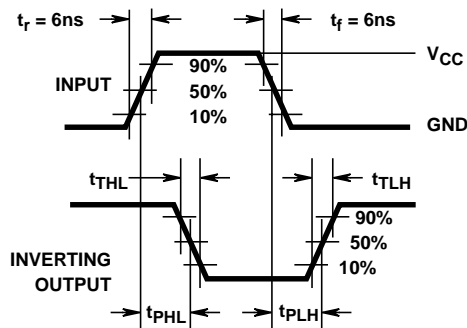 tr = 6ns
tf = 6ns
VCC
90%
INPUT
50%
10%
GND
tTHL
tTLH
90%
50%
INVERTING
OUTPUT
10%
tPHL
tPLH